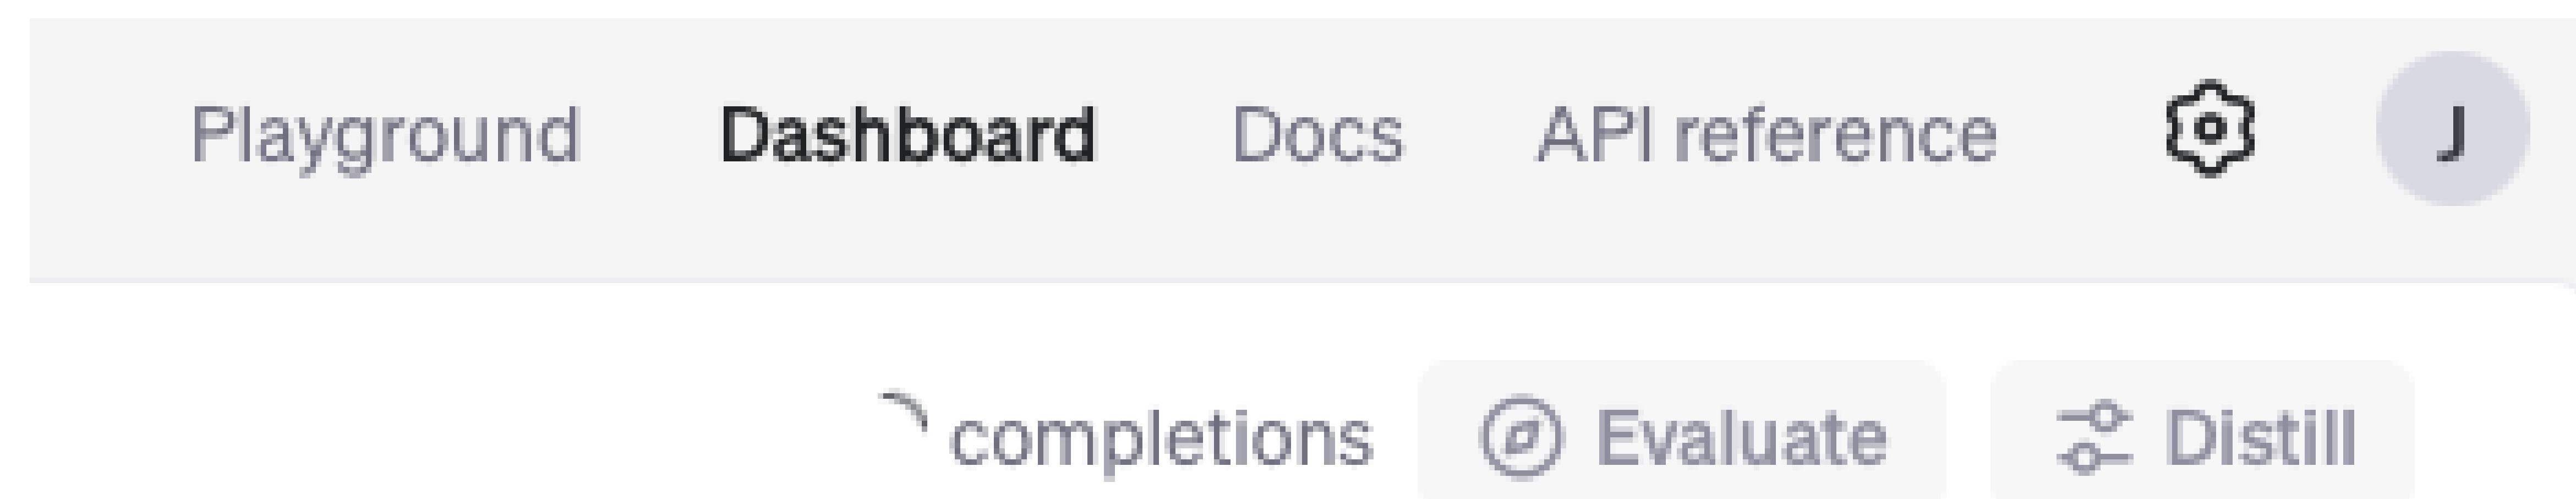 Playground Dashboard Docs API reference J
completions Evaluate Distill